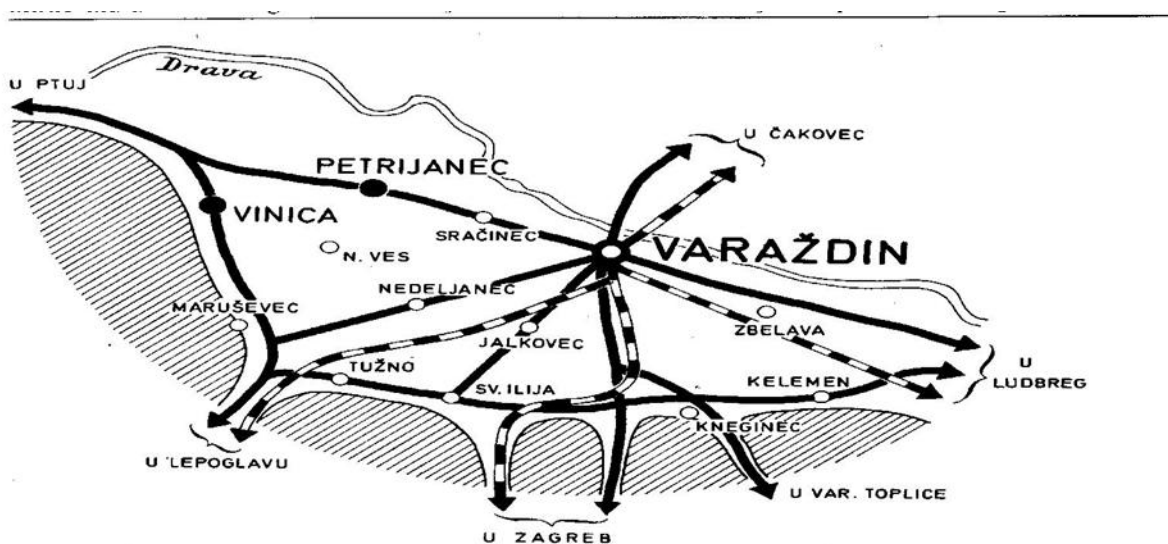 Drava
U PTUJ
U ČAKOVEC
PETRIJANEC
VINICA
SRAČINEC
VARAŽDIN
N. VES
NEDELJANEC
MARUŠEVEC
ZBELAVA
JALKOVEC
TUŽNO
SV. ILIJA
KELEMEN
U
LUDBREG
KNEGINEC
U LEPOGLAVU
U VAR. TOPLICE
U ZAGREB